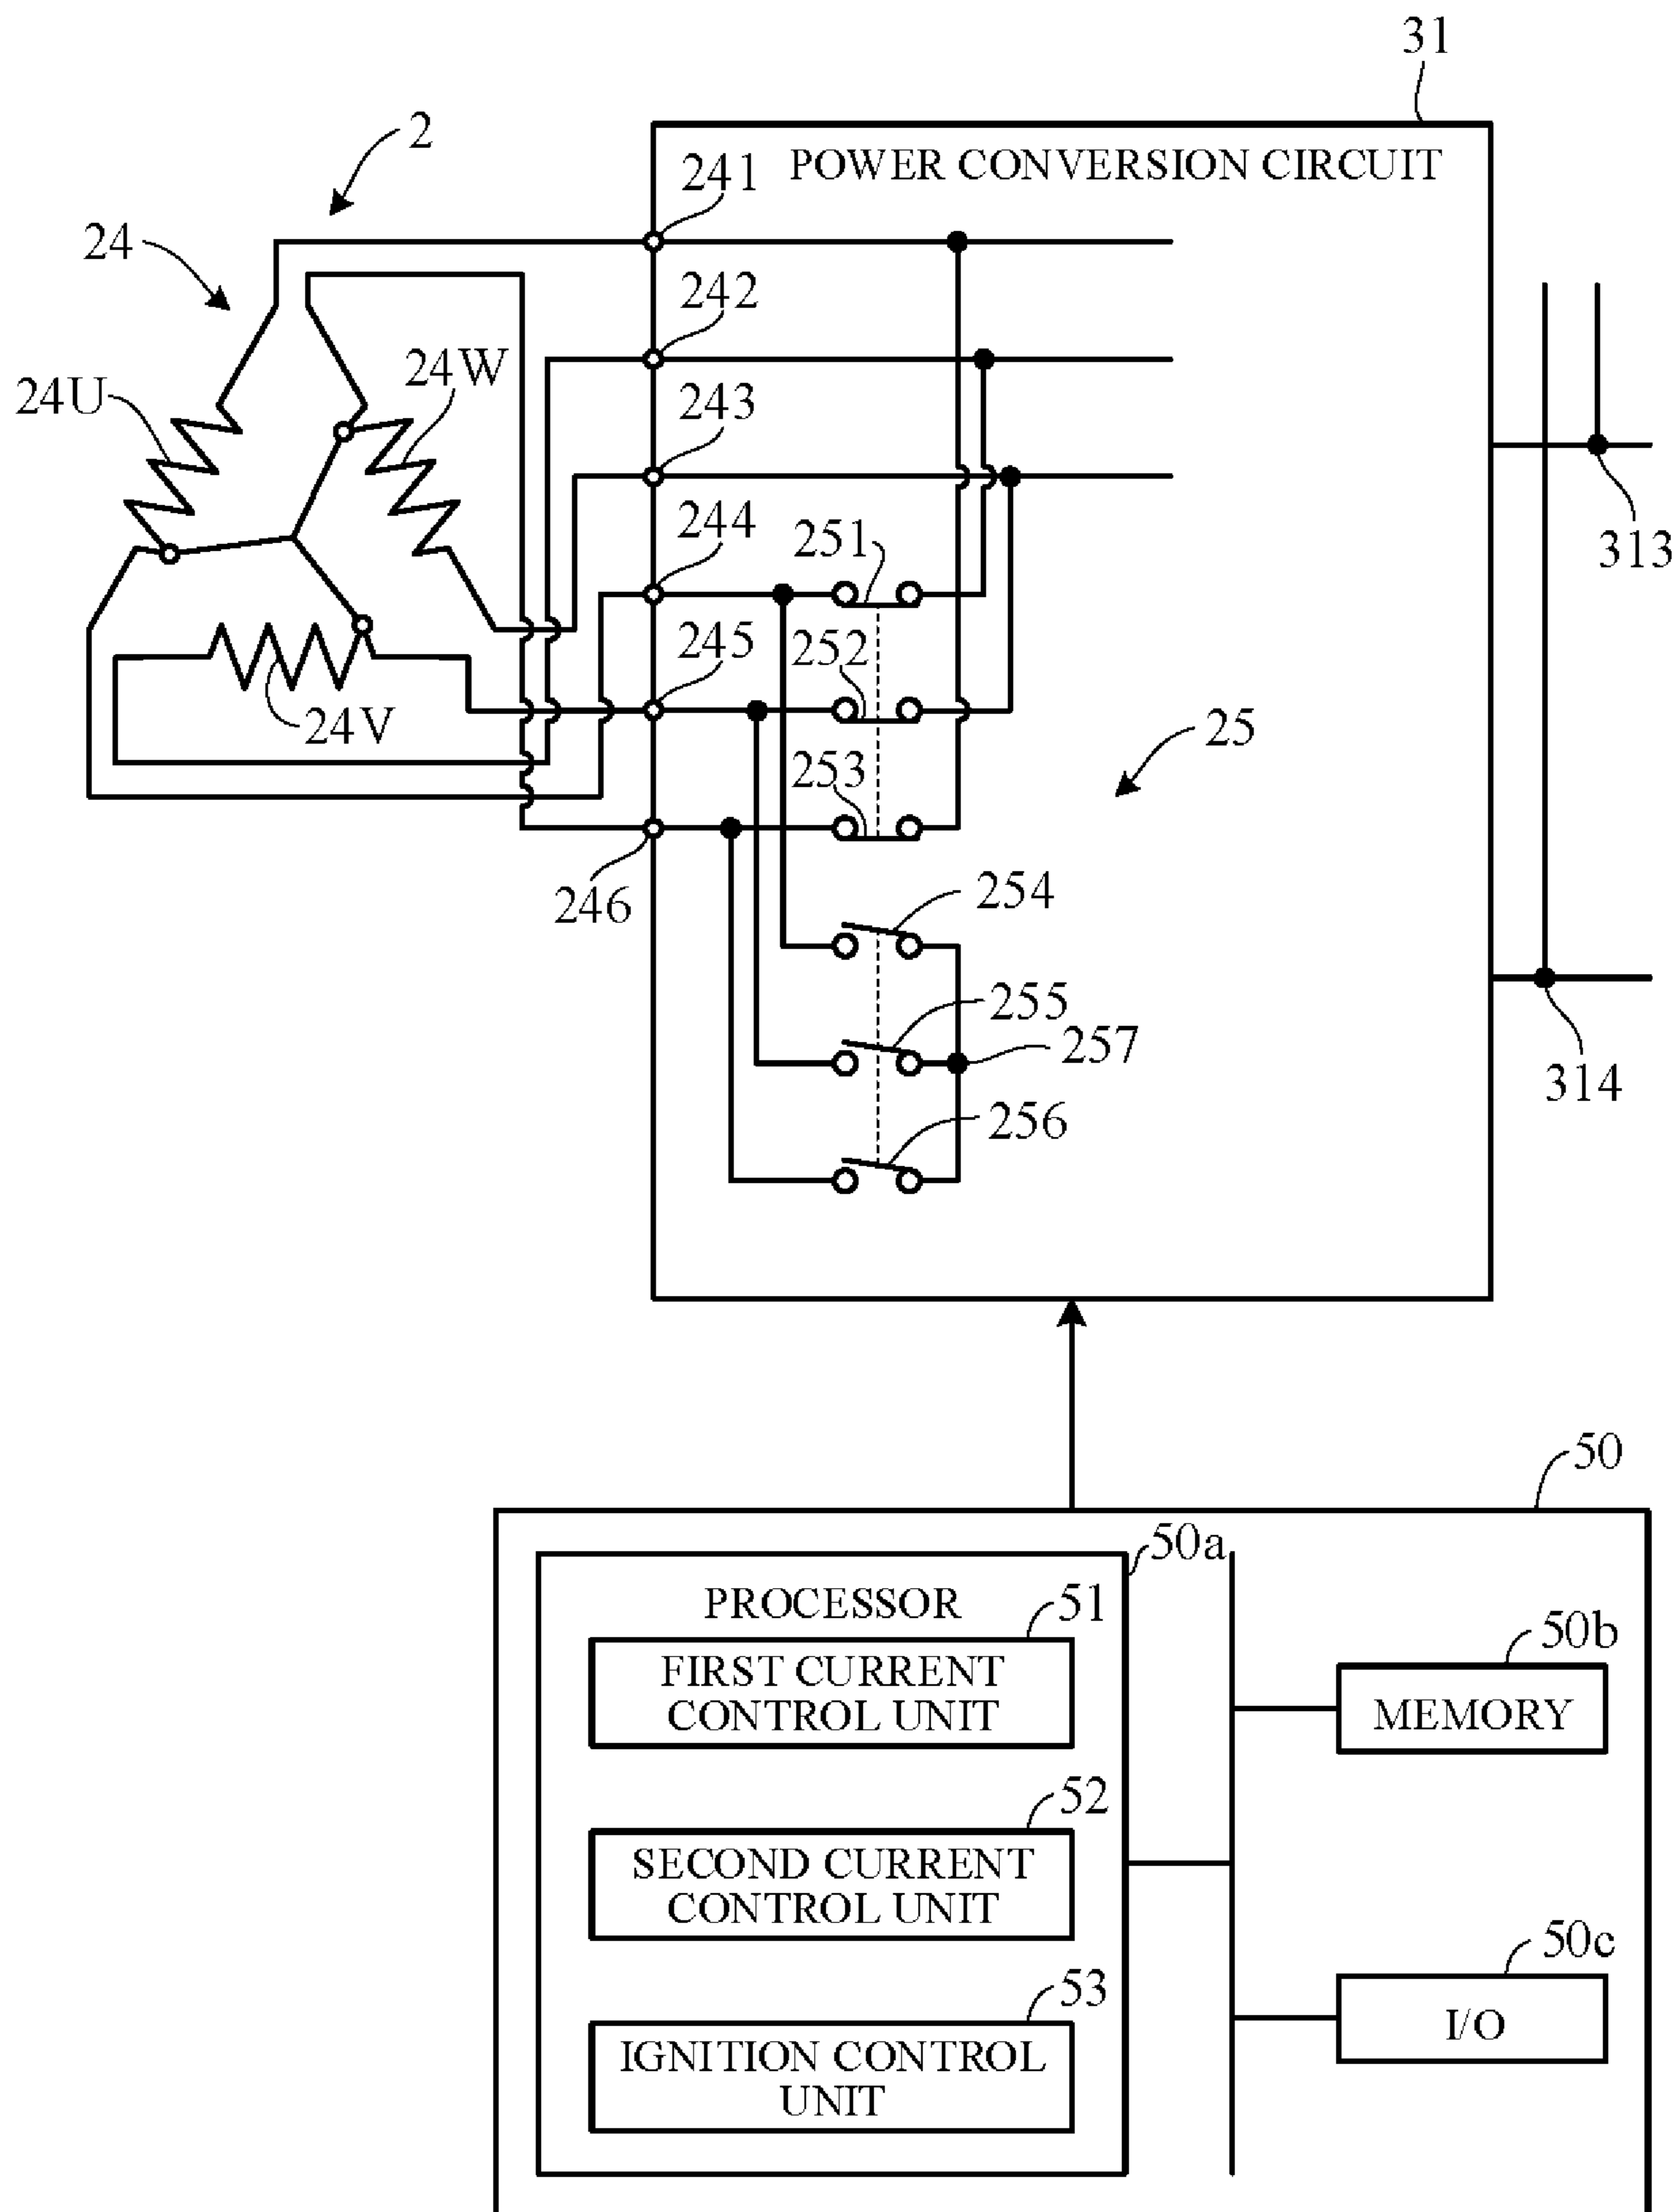 31
2
POWER CONVERSION CIRCUIT
241
24
242
24W
24U
243
244
251
313
245
252
24V
25
253
246
254
255
257
314
256
50
50a
PROCESSOR
51
50b
FIRST CURRENT
CONTROL UNIT
MEMORY
52
SECOND CURRENT
CONTROL UNIT
50c
53
I/O
IGNITION CONTROL
UNIT